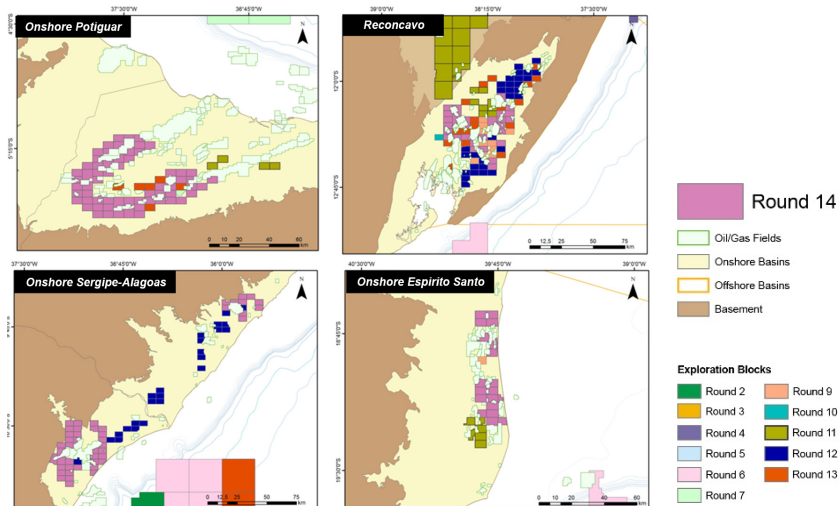 Onshore Potiguar
37°30'0"W
36°45'0"W
4°30'0"S
5°15'0"S
0 10 20 40 60
km
Reconcavo
39°0'0"W
38°15'0"W
37°30'0"W
12°0'0"S
12°45'0"S
0 12,5 25 50 75
km
Onshore Sergipe-Alagoas
37°30'0"W
36°45'0"W
36°0'0"W
0 12,5 25 50 75
km
Onshore Espirito Santo
40°30'0"W
39°45'0"W
39°0'0"W
18°45'0"S
19°30'0"S
0 10 20 40 60
km
Round 14
Oil/Gas Fields
Onshore Basins
Offshore Basins
Basement
Exploration Blocks
Round 2
Round 3
Round 4
Round 5
Round 6
Round 7
Round 9
Round 10
Round 11
Round 12
Round 13